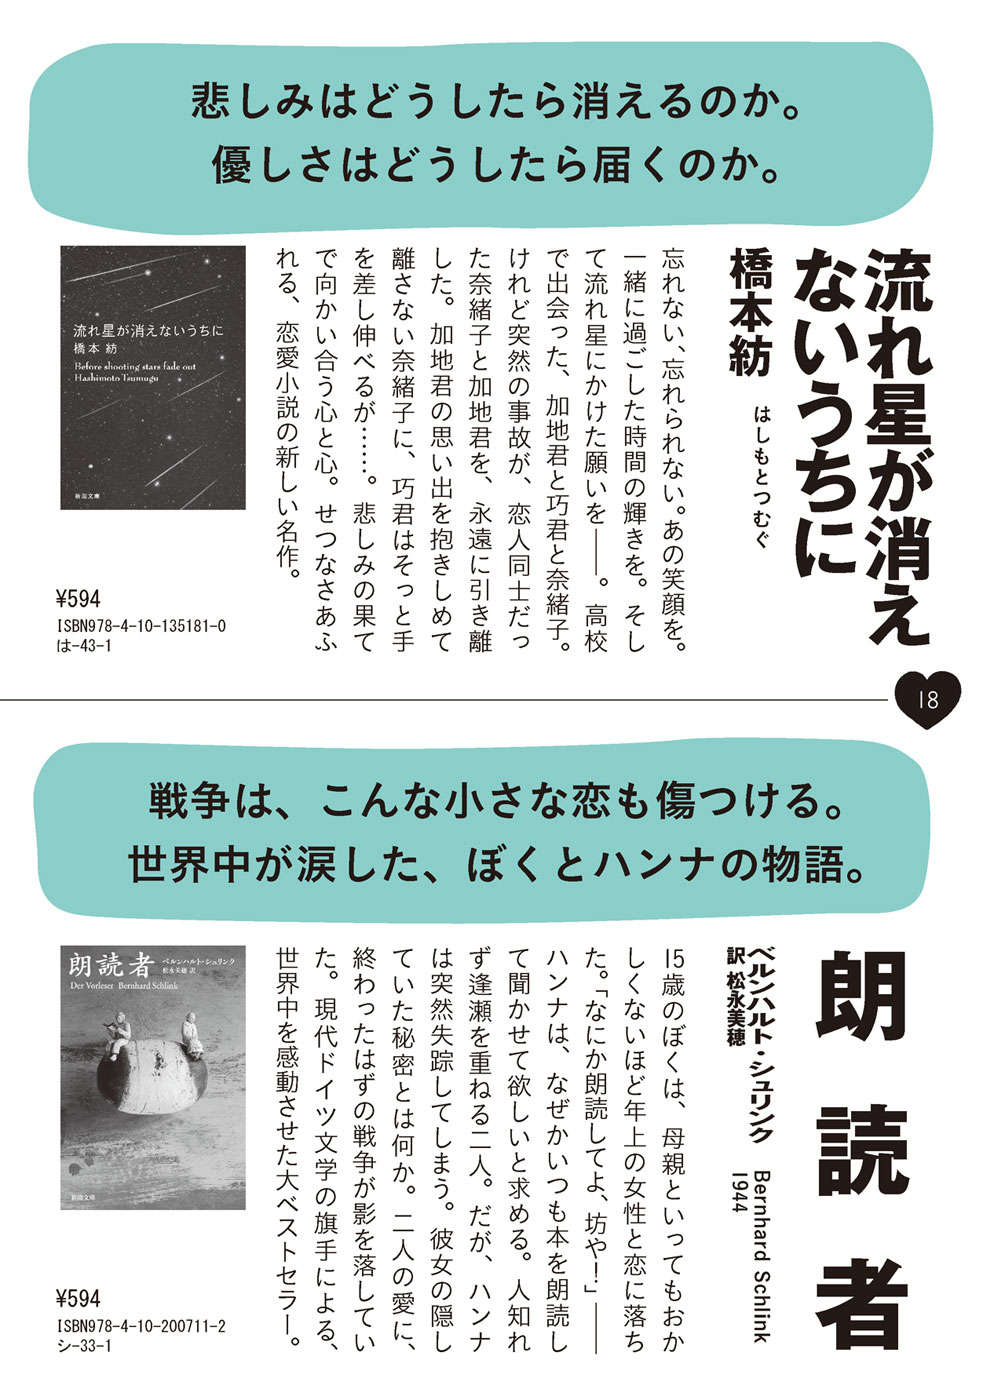 悲しみはどうしたら消えるのか。
優しさはどうしたら届くのか。
流れ星が消え
ないうちに
橋本紡
はしもとつむぐ
忘れない、忘れられない。あの笑顔を。
一緒に過ごした時間の輝きを。そし
て流れ星にかけた願いを――。高校
で出会った、加地君と巧君と奈緒子。
けれど突然の事故が、恋人同士だっ
た奈緒子と加地君を、永遠に引き離
した。加地君の思い出を抱きしめて
離さない奈緒子に、巧君はそっと手
を差し伸べるが……。悲しみの果て
で向かい合う心と心。せつなさあふ
れる、恋愛小説の新しい名作。
流れ星が消えないうちに
橋本 紡
Before shooting stars fade out
Hashimoto Tsumugu
新潮文庫
¥594
ISBN978-4-10-135181-0
は-43-1
18
戦争は、こんな小さな恋も傷つける。
世界中が涙した、ぼくとハンナの物語。
朗読者
ベルンハルト・シュリンク Bernhard Schlink
訳 松永美穂 1944
15歳のぼくは、母親といってもおか
しくないほど年上の女性と恋に落ち
た。「なにか朗読してよ、坊や!」――
ハンナは、なぜかいつも本を朗読し
て聞かせて欲しいと求める。人知れ
ず逢瀬を重ねる二人。だが、ハンナ
は突然失踪してしまう。彼女の隠し
ていた秘密とは何か。二人の愛に、
終わったはずの戦争が影を落してい
た。現代ドイツ文学の旗手による、
世界中を感動させた大ベストセラー。
朗読者
ベルンハルト・シュリンク
松永美穂 訳
Der Vorleser Bernhard Schlink
新潮文庫
¥594
ISBN978-4-10-200711-2
シ-33-1